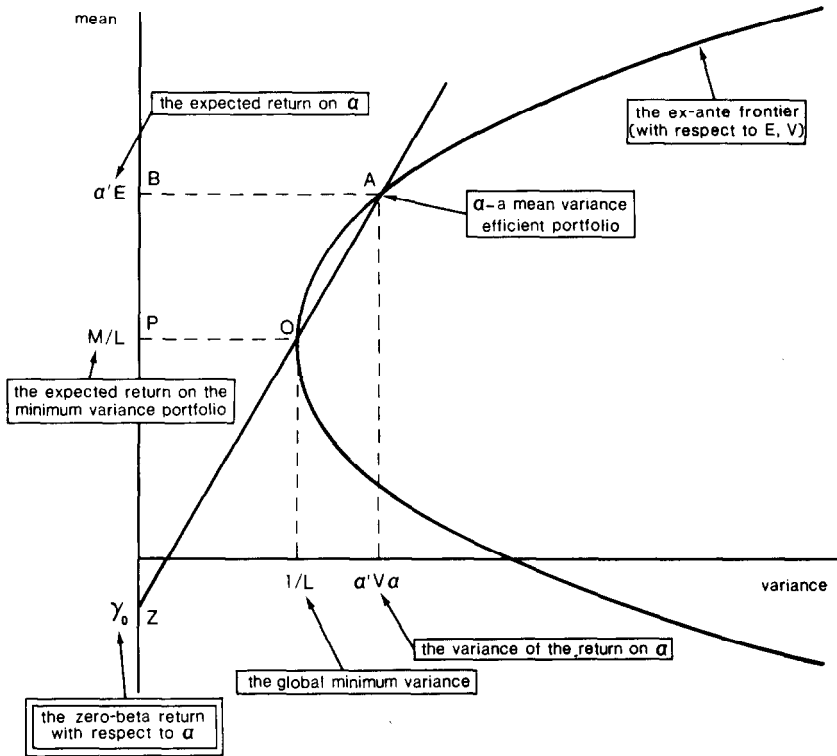 mean
the expected return on α
the ex-ante frontier
(with respect to E, V)
α'E
B
A
α–a mean variance
efficient portfolio
P
O
M/L
the expected return on the
minimum variance portfolio
1/L
α'Vα
variance
γ₀
Z
the variance of the return on α
the global minimum variance
the zero-beta return
with respect to α